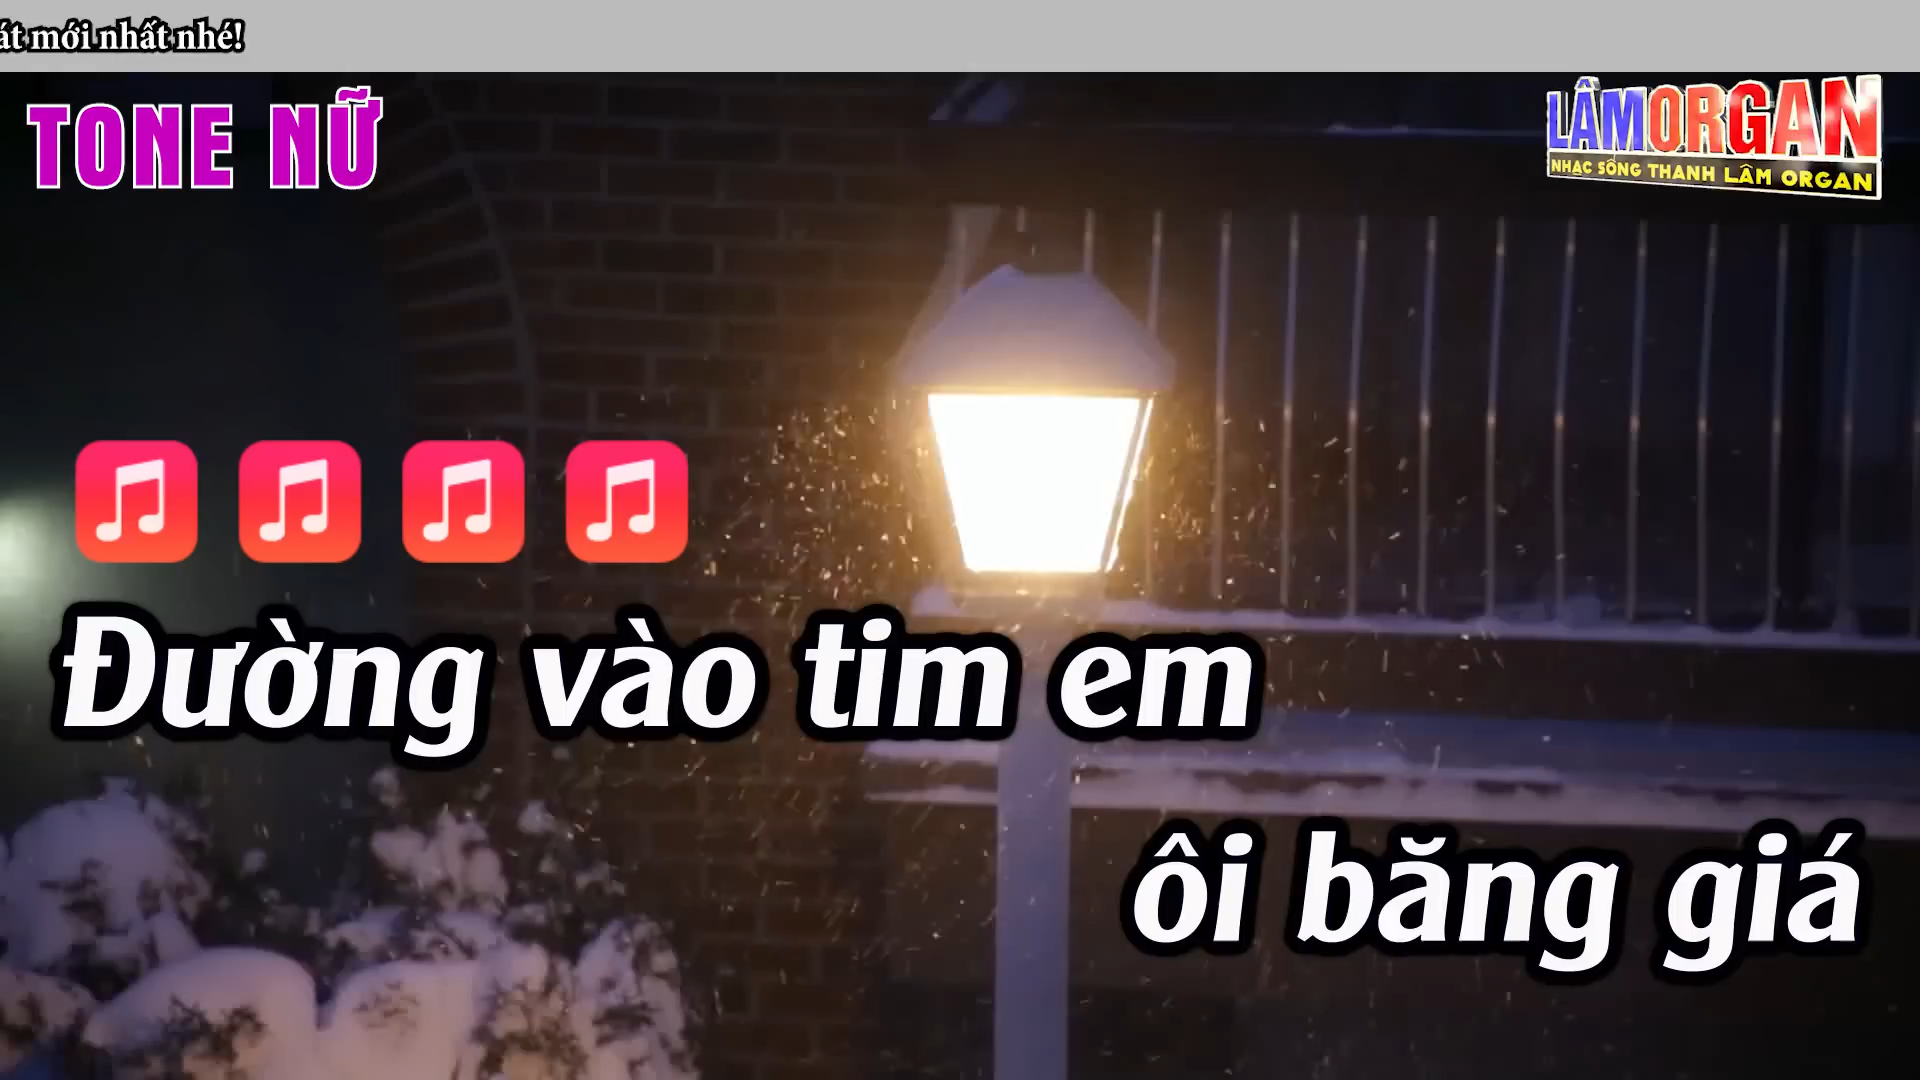 át mới nhất nhé!
TONE NỮ
LÂMORGAN
NHẠC SỐNG THANH LÂM ORGAN
Đường vào tim em
ôi băng giá